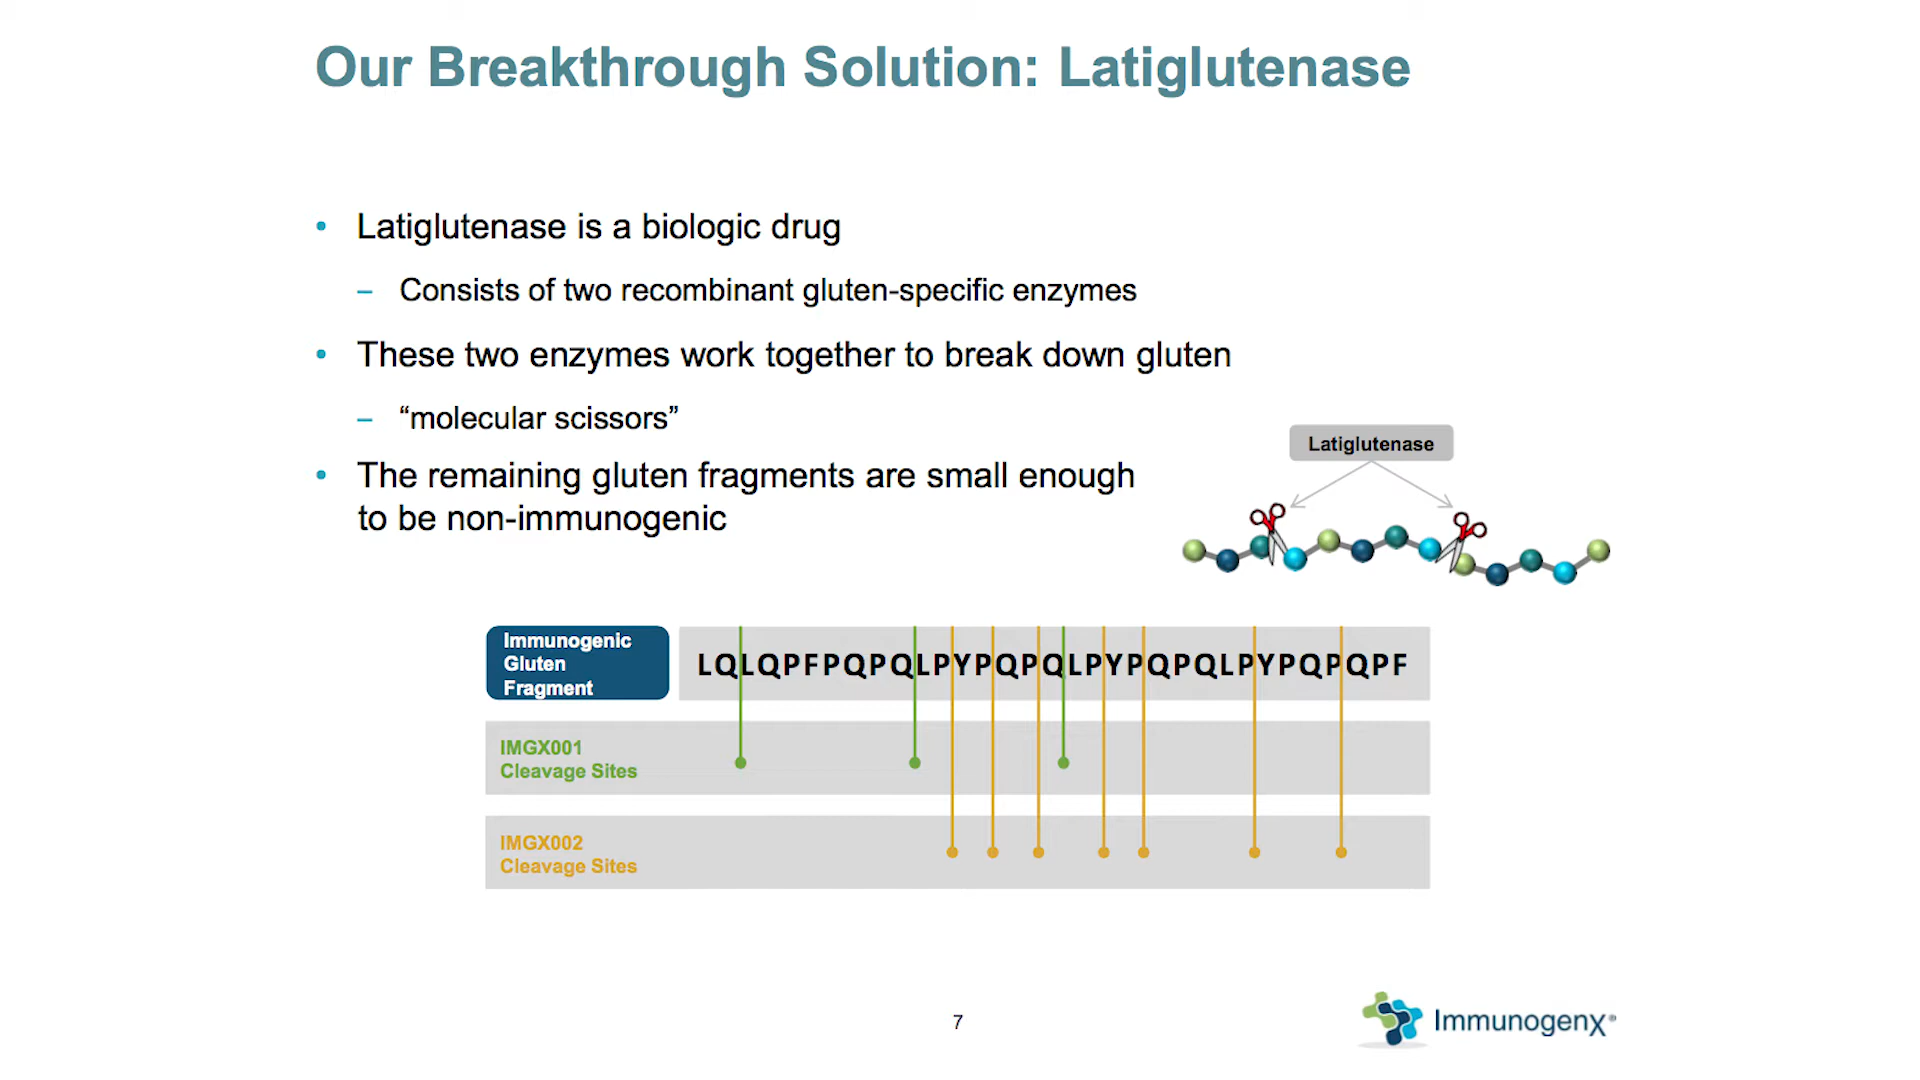 Our Breakthrough Solution: Latiglutenase
• Latiglutenase is a biologic drug
– Consists of two recombinant gluten-specific enzymes
• These two enzymes work together to break down gluten
– “molecular scissors”
• The remaining gluten fragments are small enough
to be non-immunogenic
Latiglutenase
Immunogenic
Gluten
Fragment
LQLQPFPQPQLPYPQPQLPYPQPQLPYPQPQPF
IMGX001
Cleavage Sites
IMGX002
Cleavage Sites
7
ImmunogenX®